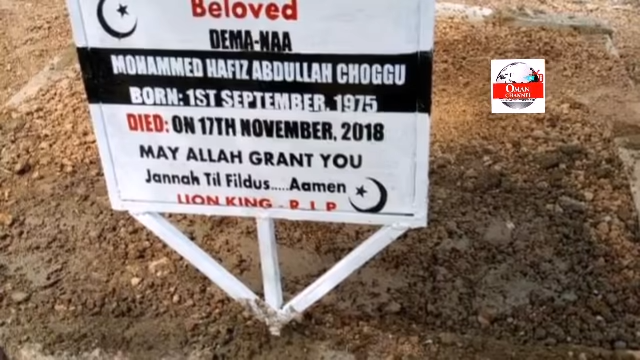 Beloved
DEMA-NAA
MOHAMMED HAFIZ ABDULLAH CHOGGU
BORN: 1ST SEPTEMBER, 1975
DIED: ON 17TH NOVEMBER, 2018
MAY ALLAH GRANT YOU
Jannah Til Fildus.....Aamen
LION KING - R.I.P
OMAN
CHANNEL